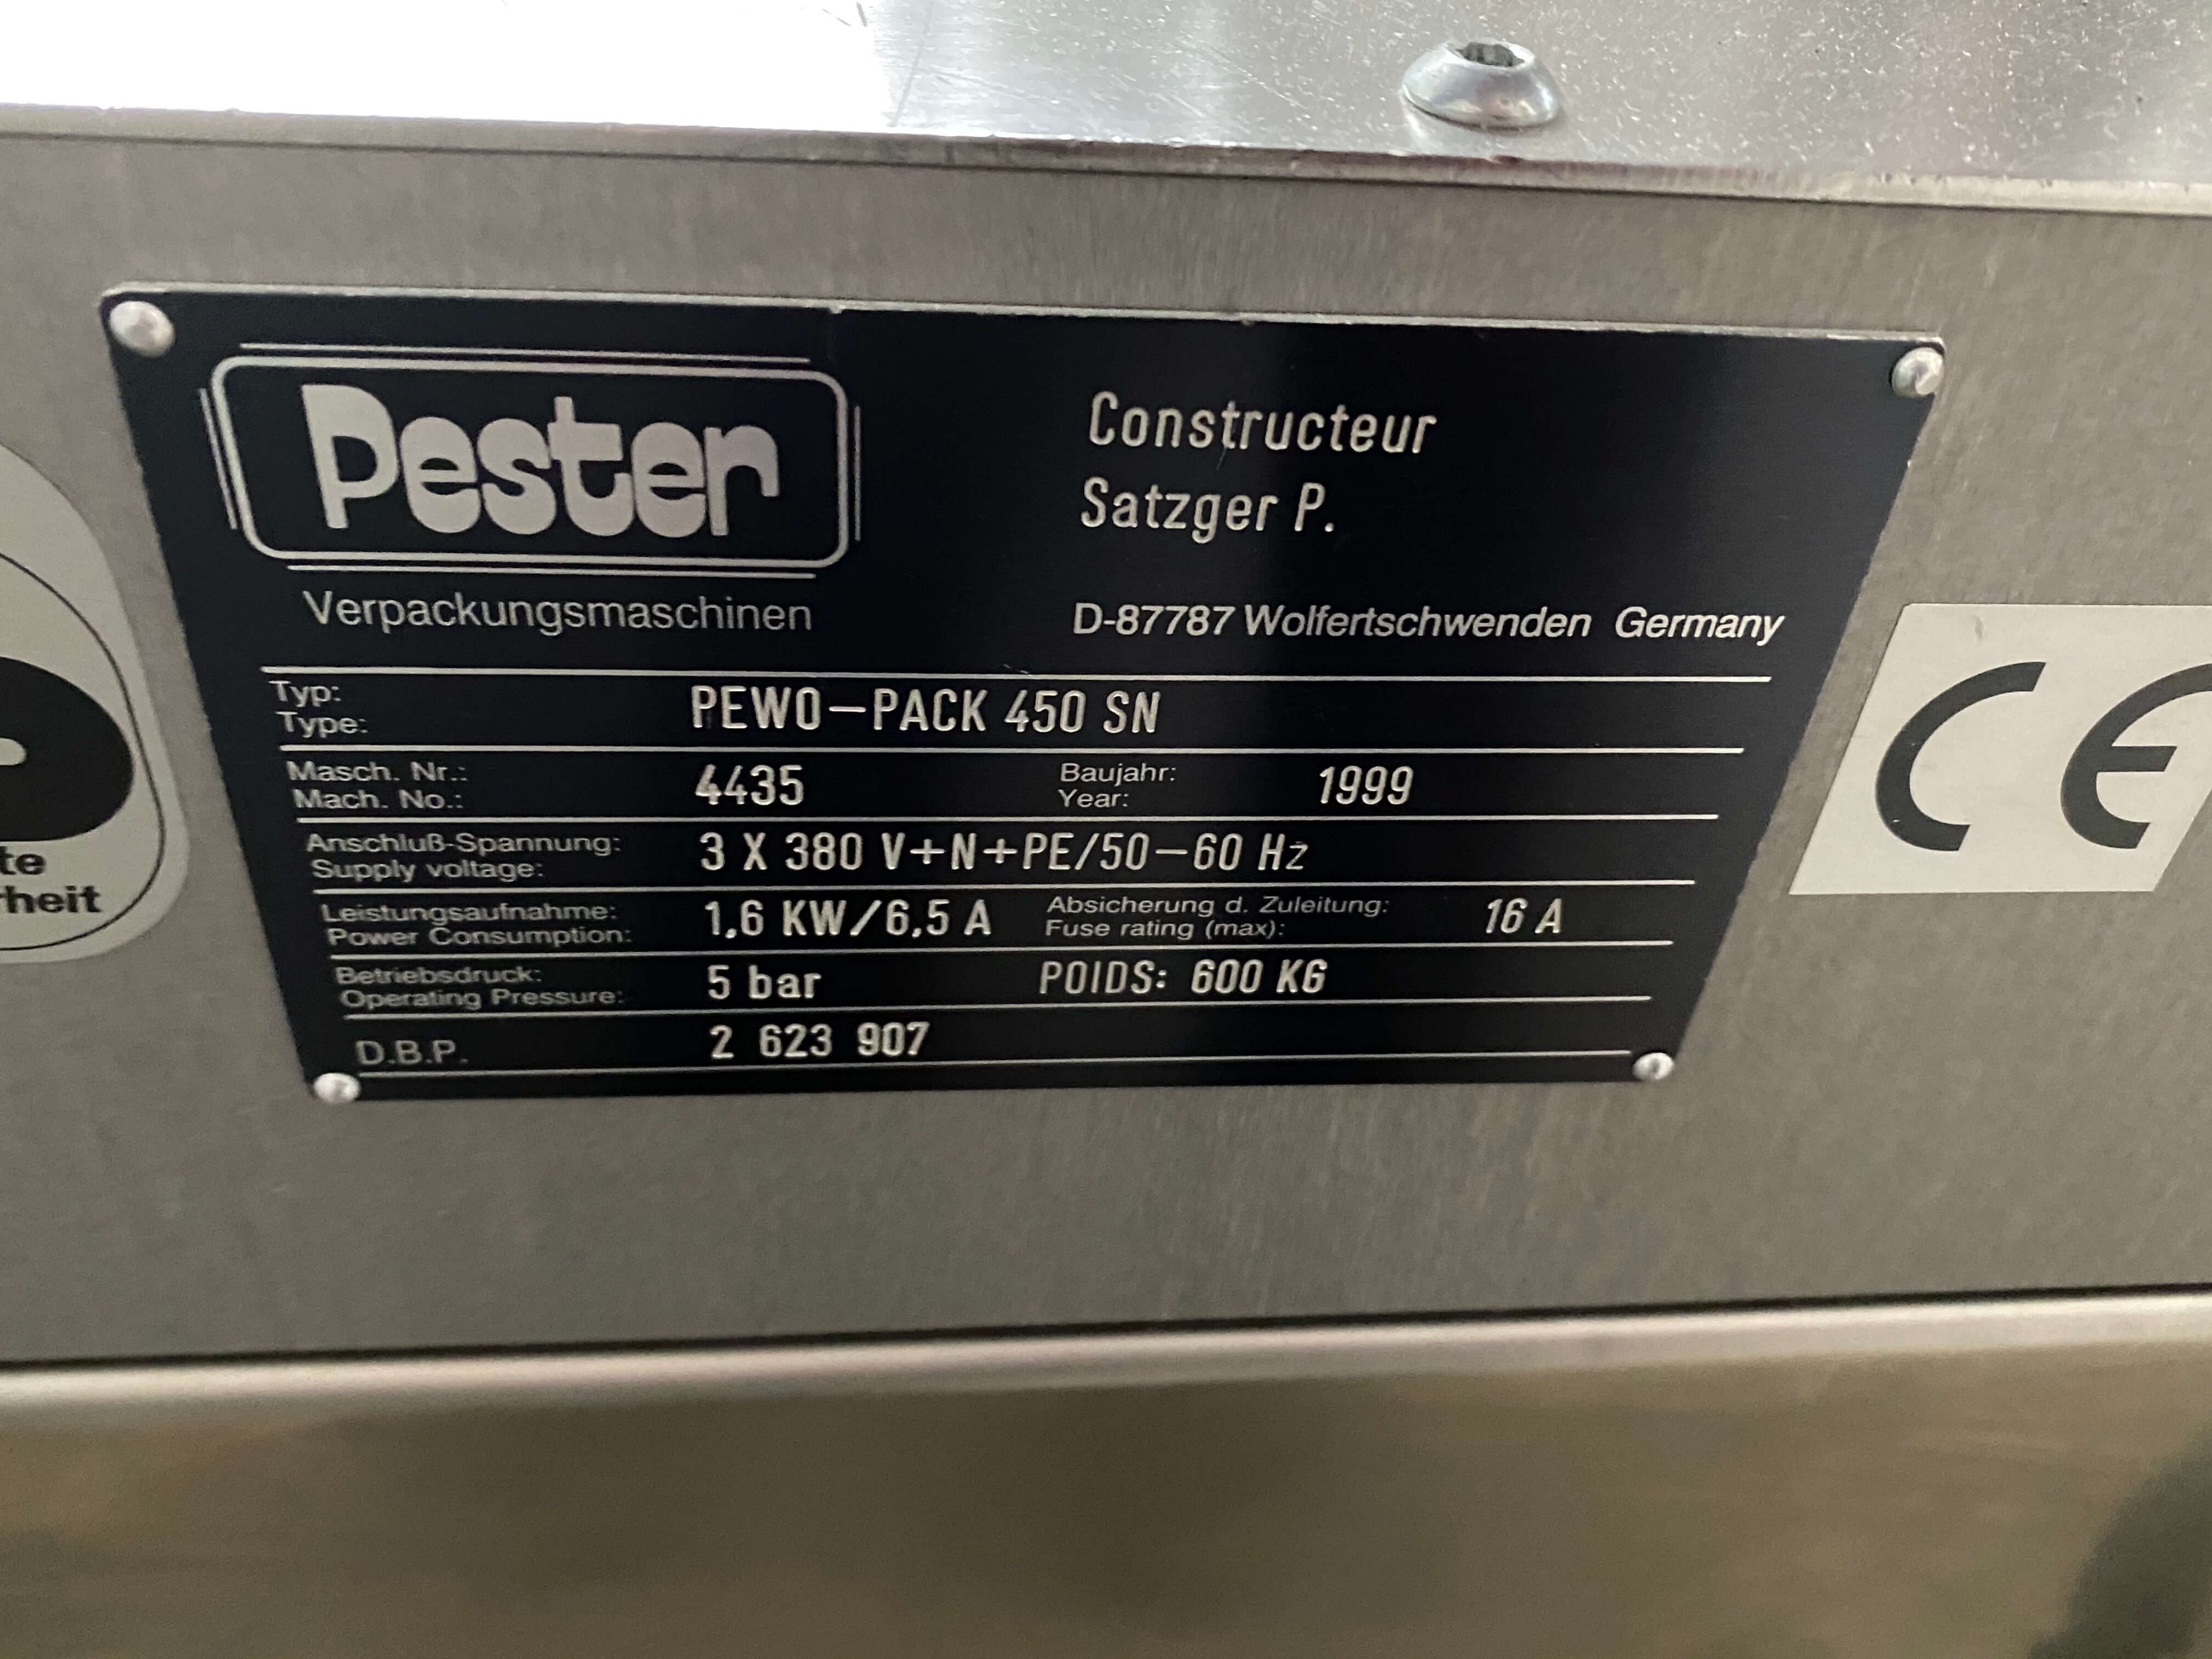 Pester
Verpackungsmaschinen
Constructeur
Satzger P.
D-87787 Wolfertschwenden Germany
Typ:
Type:
PEWO-PACK 450 SN
Masch. Nr.:
Mach. No.:
4435
Baujahr:
Year:
1999
Anschluß-Spannung:
Supply voltage:
3 X 380 V+N+PE/50-60 Hz
Leistungsaufnahme:
Power Consumption:
1,6 KW/6,5 A
Absicherung d. Zuleitung:
Fuse rating (max):
16 A
Betriebsdruck:
Operating Pressure:
5 bar
POIDS: 600 KG
D.B.P.
2 623 907
CE
te
heit